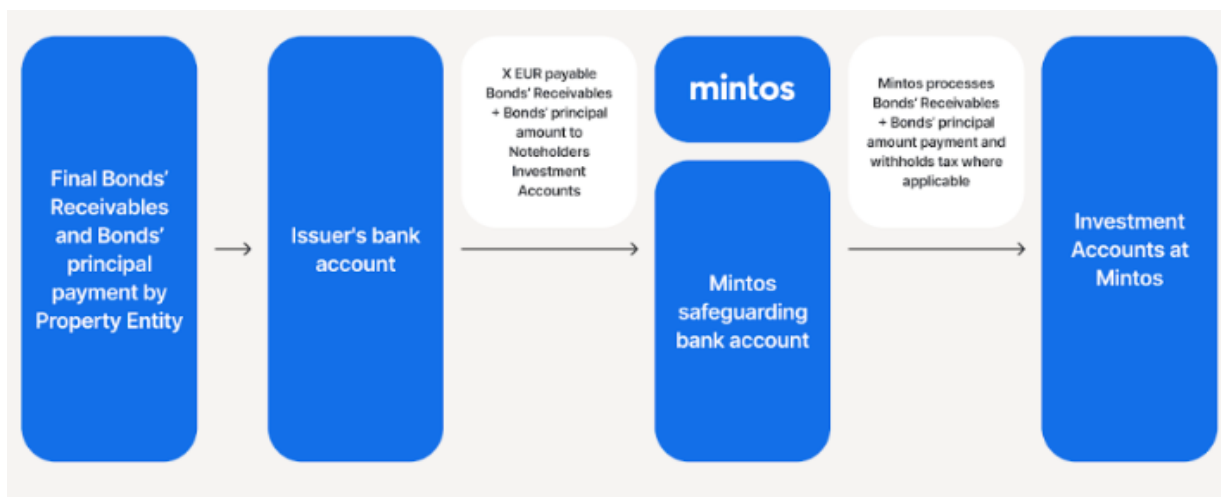 Final Bonds'
Receivables
and Bonds'
principal
payment by
Property Entity
Issuer's bank
account
X EUR payable
Bonds' Receivables
+ Bonds' principal
amount to
Noteholders
Investment
Accounts
mintos
Mintos
safeguarding
bank account
Mintos processes
Bonds' Receivables
+ Bonds' principal
amount payment and
withholds tax where
applicable
Investment
Accounts at
Mintos